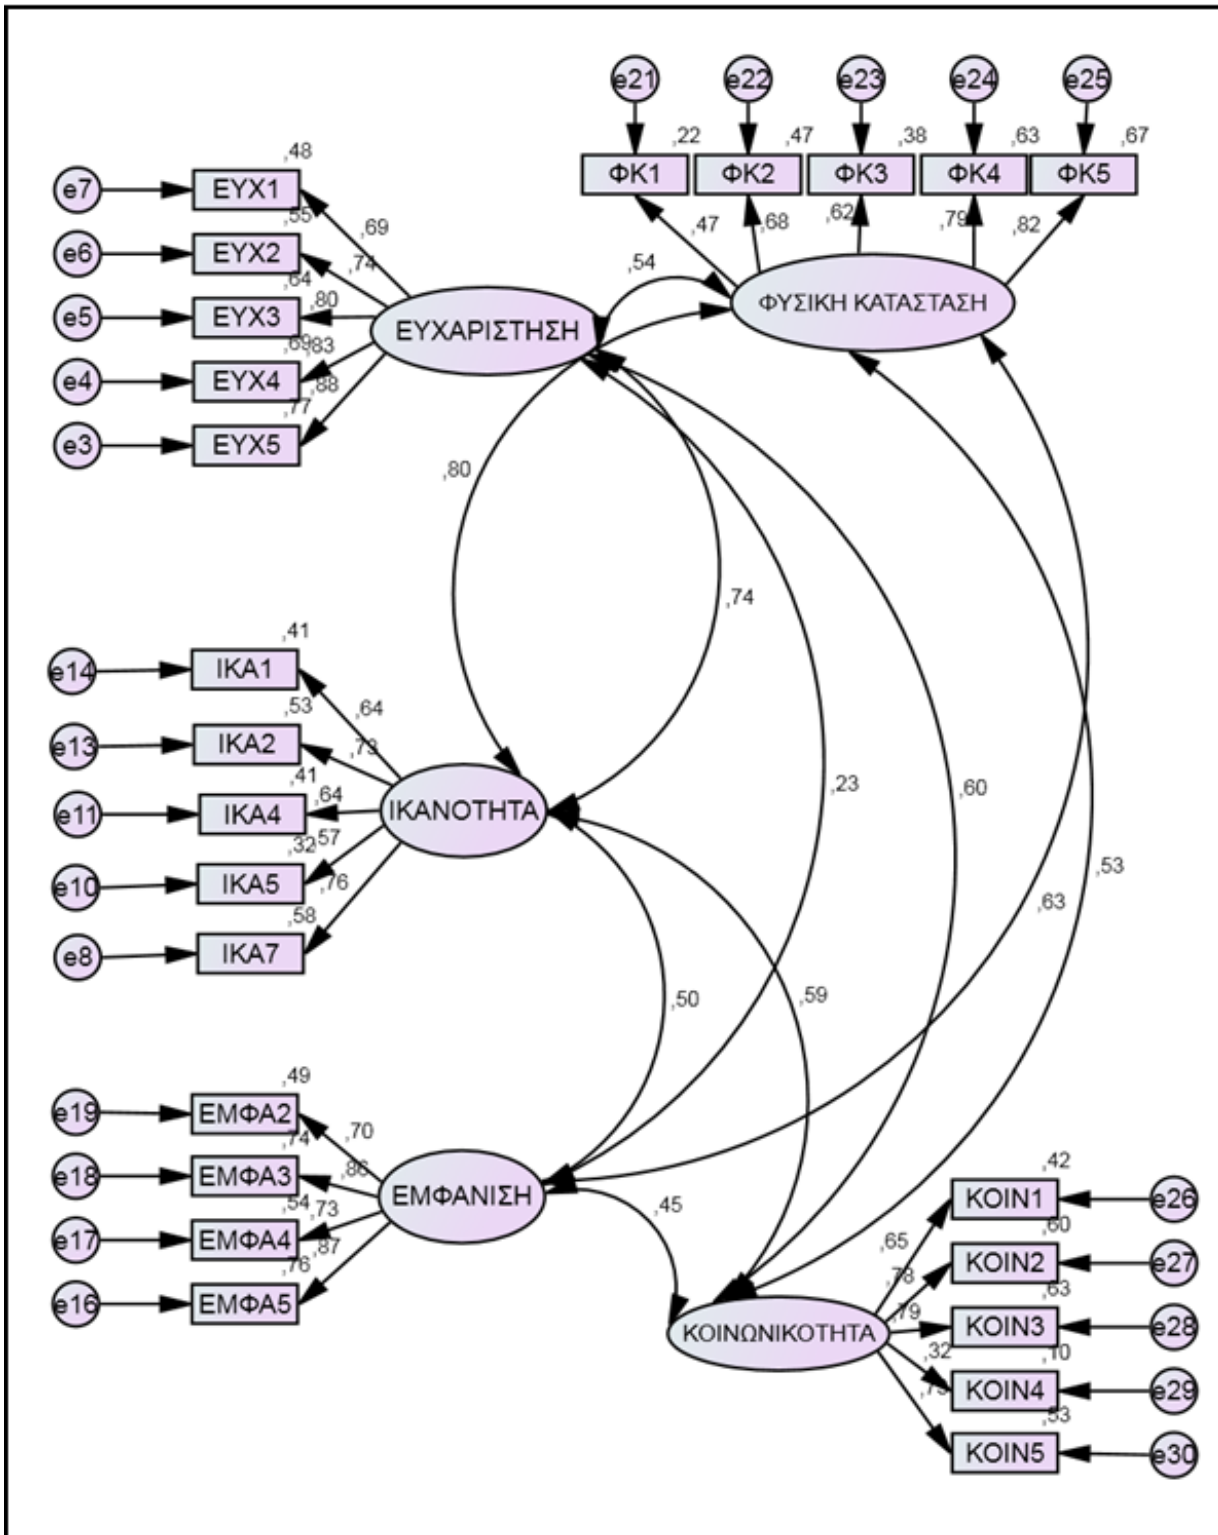 e21 e22 e23 e24 e25
,22 ,47 ,38 ,63 ,67
ΦΚ1 ΦΚ2 ΦΚ3 ΦΚ4 ΦΚ5
,47 ,68 ,62 ,79 ,82
ΦΥΣΙΚΗ ΚΑΤΑΣΤΑΣΗ
,48
e7 ΕΥΧ1
,69
,55
e6 ΕΥΧ2
,74
,64
e5 ΕΥΧ3
,80
,69
e4 ΕΥΧ4
,83
,77
e3 ΕΥΧ5
,88
ΕΥΧΑΡΙΣΤΗΣΗ
,54
,80
,74
,23
,60
,53
,63
,41
e14 ΙΚΑ1
,64
,53
e13 ΙΚΑ2
,73
,41
e11 ΙΚΑ4
,64
,32
e10 ΙΚΑ5
,57
,58
e8 ΙΚΑ7
,76
ΙΚΑΝΟΤΗΤΑ
,50
,59
,49
e19 ΕΜΦΑ2
,70
,74
e18 ΕΜΦΑ3
,86
,54
e17 ΕΜΦΑ4
,73
,76
e16 ΕΜΦΑ5
,87
ΕΜΦΑΝΙΣΗ
,45
ΚΟΙΝΩΝΙΚΟΤΗΤΑ
,42
,65
ΚΟΙΝ1 e26
,60
,78
ΚΟΙΝ2 e27
,63
,79
ΚΟΙΝ3 e28
,10
,32
ΚΟΙΝ4 e29
,53
ΚΟΙΝ5 e30